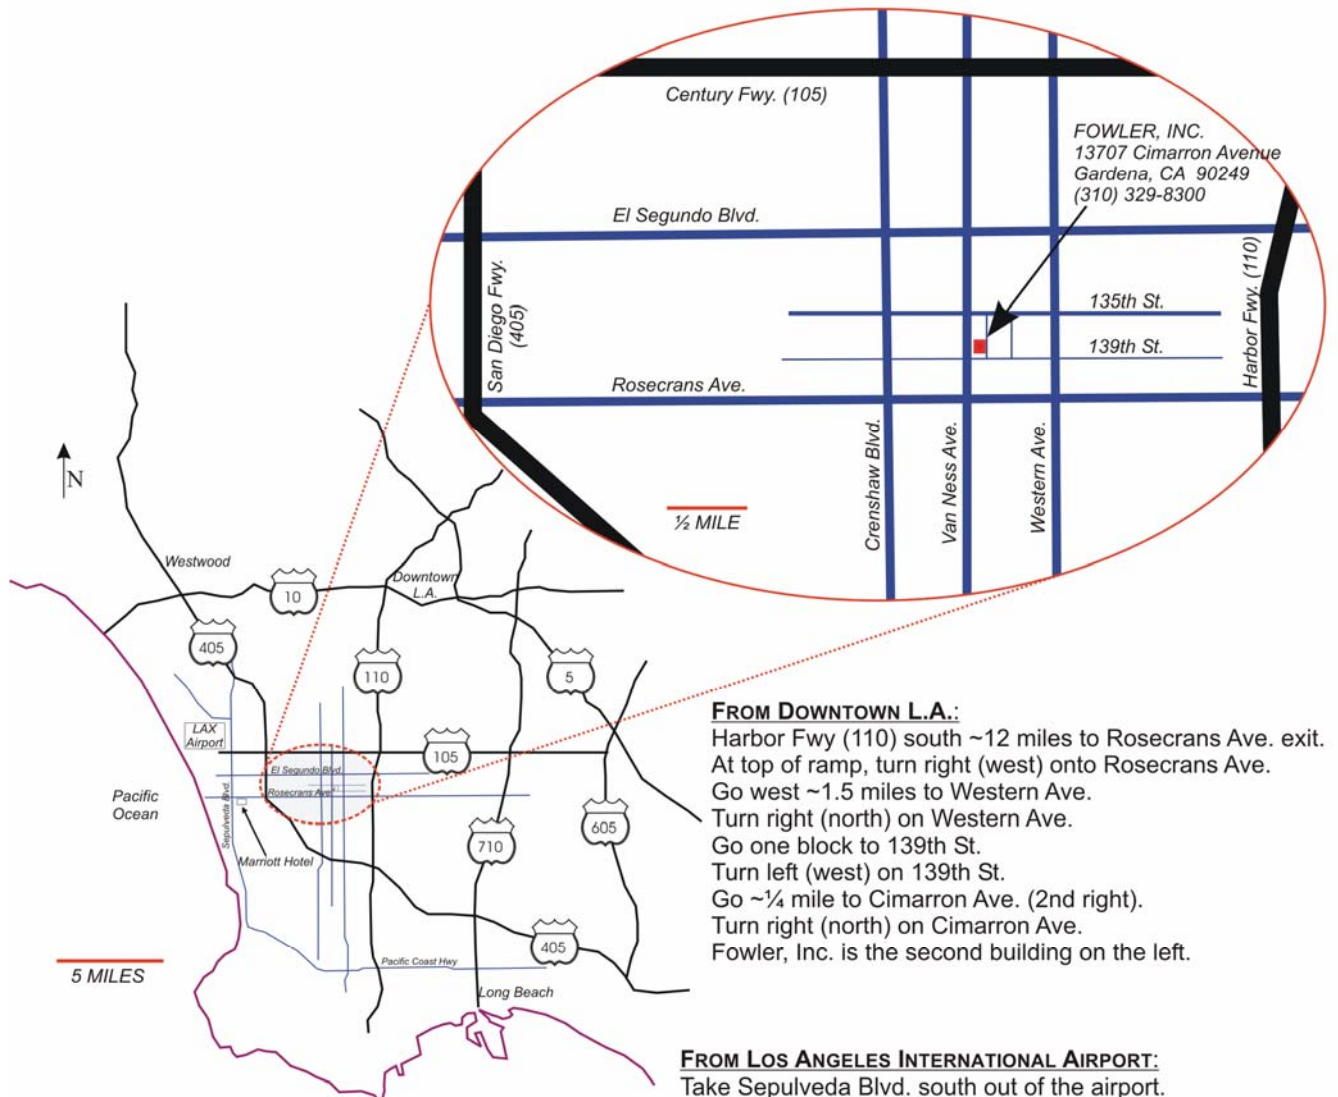 Century Fwy. (105)
FOWLER, INC.
13707 Cimarron Avenue
Gardena, CA 90249
(310) 329-8300
El Segundo Blvd.
San Diego Fwy.
(405)
Harbor Fwy. (110)
135th St.
139th St.
Rosecrans Ave.
Crenshaw Blvd.
Van Ness Ave.
Western Ave.
½ MILE
N
Westwood
10
Downtown
L.A.
405
110
5
LAX
Airport
105
El Segundo Blvd.
Rosecrans Ave.
Pacific
Ocean
Sepulveda Blvd.
Marriott Hotel
710
605
405
5 MILES
Pacific Coast Hwy
Long Beach
FROM DOWNTOWN L.A.:
Harbor Fwy (110) south ~12 miles to Rosecrans Ave. exit.
At top of ramp, turn right (west) onto Rosecrans Ave.
Go west ~1.5 miles to Western Ave.
Turn right (north) on Western Ave.
Go one block to 139th St.
Turn left (west) on 139th St.
Go ~¼ mile to Cimarron Ave. (2nd right).
Turn right (north) on Cimarron Ave.
Fowler, Inc. is the second building on the left.
FROM LOS ANGELES INTERNATIONAL AIRPORT:
Take Sepulveda Blvd. south out of the airport.